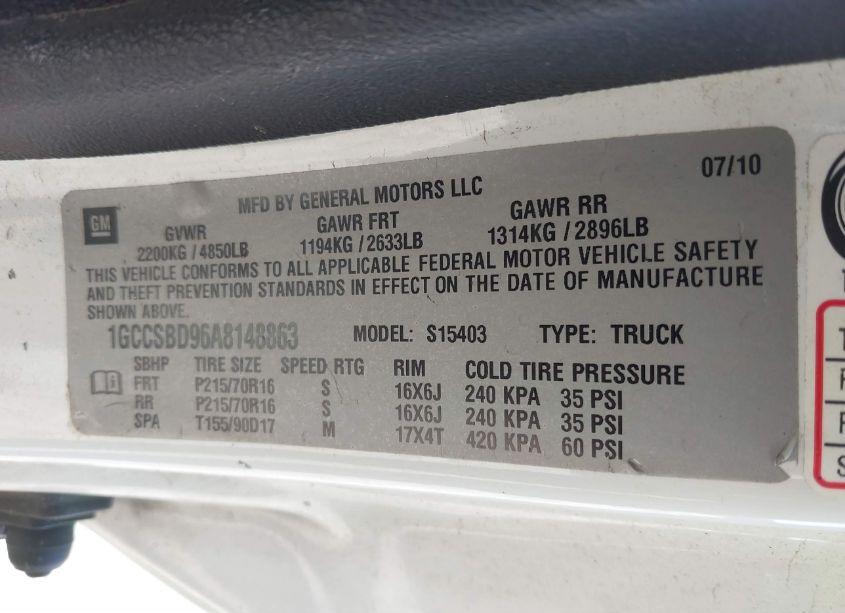 07/10
MFD BY GENERAL MOTORS LLC
GM
GVWR GAWR FRT GAWR RR
2200KG / 4850LB 1194KG / 2633LB 1314KG / 2896LB
THIS VEHICLE CONFORMS TO ALL APPLICABLE FEDERAL MOTOR VEHICLE SAFETY
AND THEFT PREVENTION STANDARDS IN EFFECT ON THE DATE OF MANUFACTURE
SHOWN ABOVE.
1GCCSBD96A8148863 MODEL: S15403 TYPE: TRUCK
SBHP TIRE SIZE SPEED RTG RIM COLD TIRE PRESSURE
FRT P215/70R16 S 16X6J 240 KPA 35 PSI
RR P215/70R16 S 16X6J 240 KPA 35 PSI
SPA T155/90D17 M 17X4T 420 KPA 60 PSI